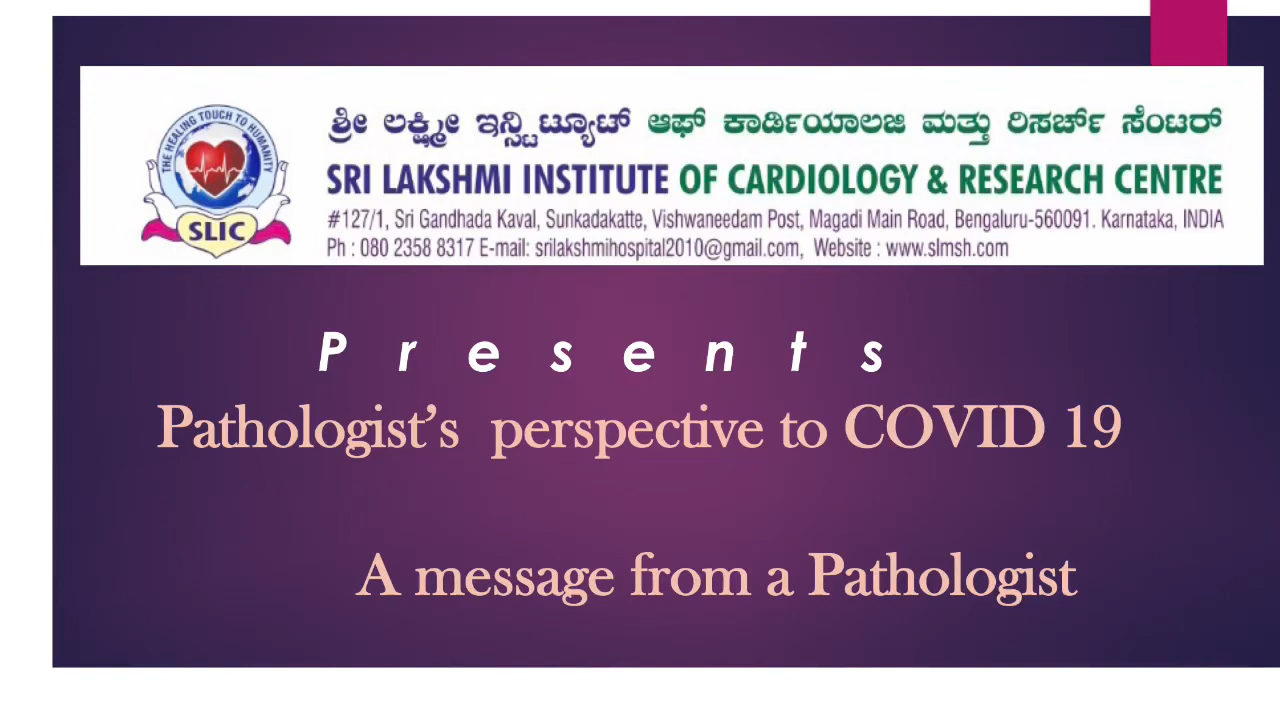 THE HEALING TOUCH TO HUMANITY
SLIC
ಶ್ರೀ ಲಕ್ಷ್ಮೀ ಇನ್ಸ್ಟಿಟ್ಯೂಟ್ ಆಫ್ ಕಾರ್ಡಿಯಾಲಜಿ ಮತ್ತು ರಿಸರ್ಚ್ ಸೆಂಟರ್
SRI LAKSHMI INSTITUTE OF CARDIOLOGY & RESEARCH CENTRE
#127/1, Sri Gandhada Kaval, Sunkadakatte, Vishwaneedam Post, Magadi Main Road, Bengaluru-560091. Karnataka, INDIA
Ph : 080 2358 8317 E-mail: srilakshmihospital2010@gmail.com, Website : www.slmsh.com
P r e s e n t s
Pathologist's perspective to COVID 19
A message from a Pathologist